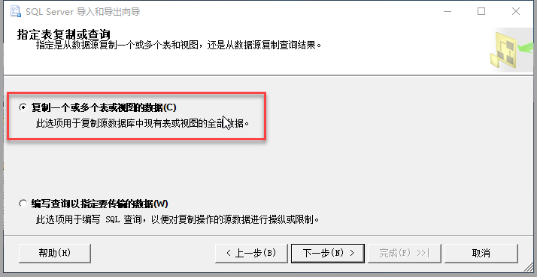 SQL Server 导入和导出向导
指定表复制或查询
指定是从数据源复制一个或多个表和视图，还是从数据源复制查询结果。
复制一个或多个表或视图的数据(C)
此选项用于复制源数据库中现有表或视图的全部数据。
编写查询以指定要传输的数据(W)
此选项用于编写 SQL 查询，以便对复制操作的源数据进行操纵或限制。
帮助(H)
< 上一步(B)
下一步(N) >
完成(F) >>|
取消